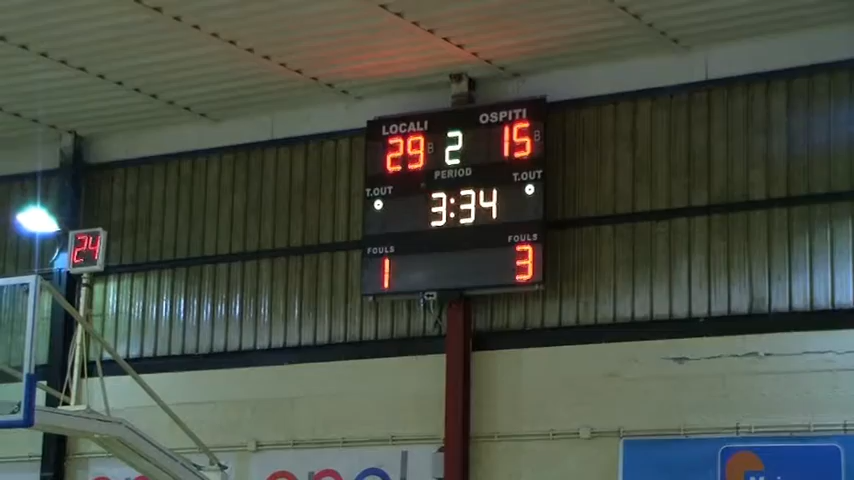 LOCALI OSPITI
29 B 2 15 B
PERIOD
T.OUT T.OUT
3:34
24
FOULS FOULS
1 3